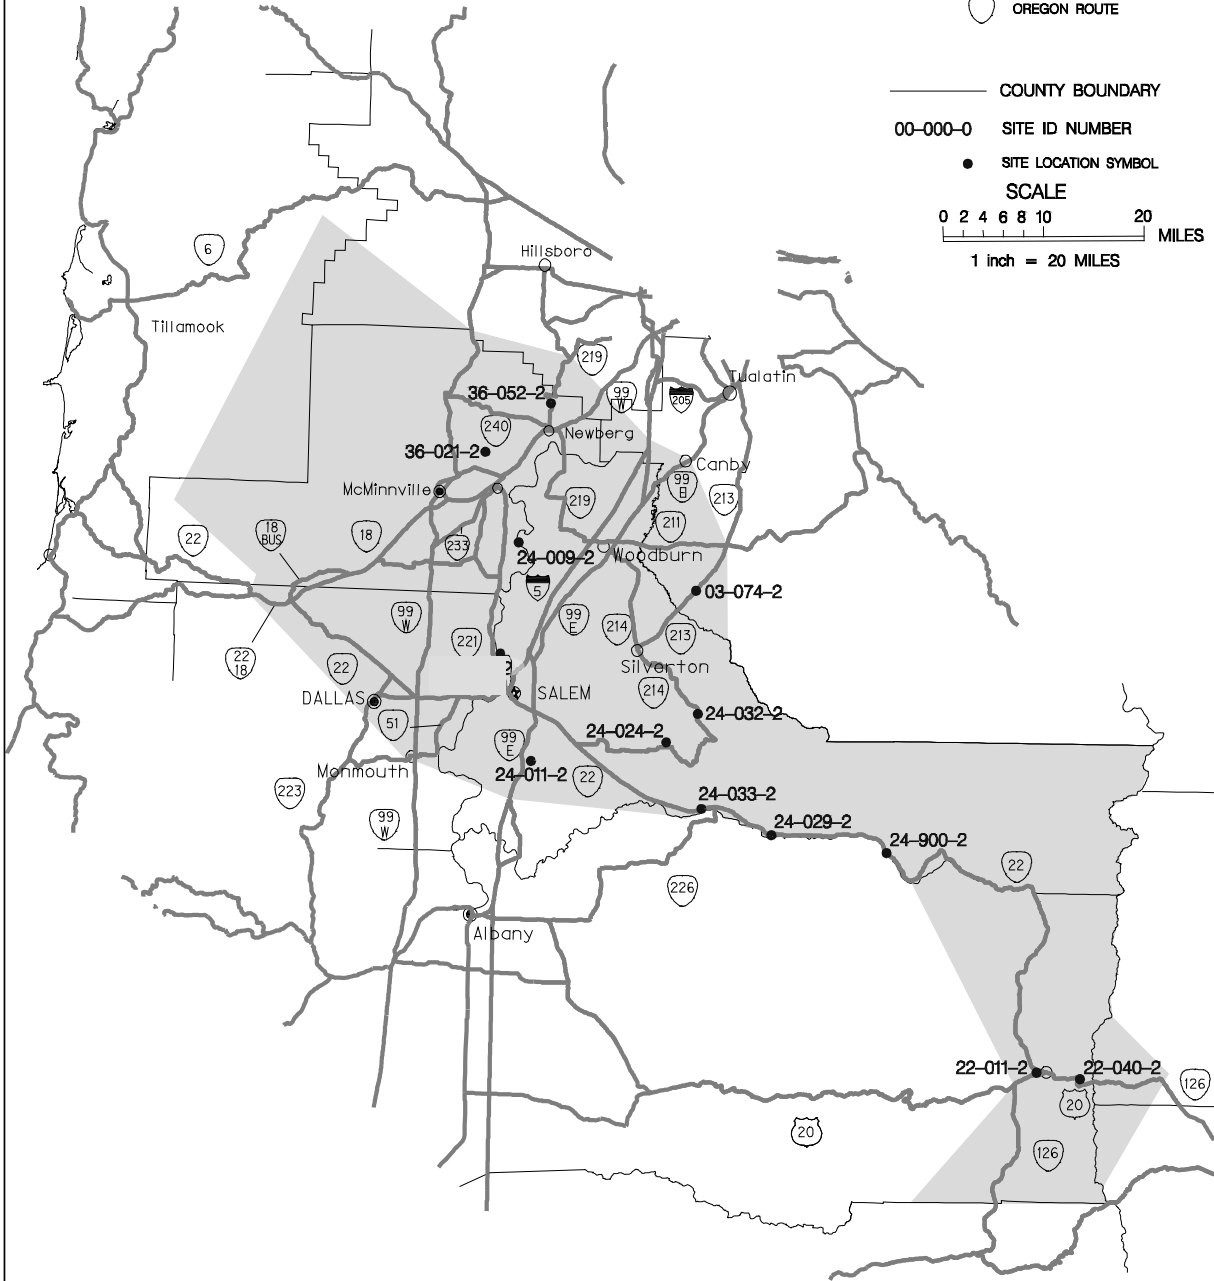 OREGON ROUTE
COUNTY BOUNDARY
00-000-0 SITE ID NUMBER
SITE LOCATION SYMBOL
SCALE
0 2 4 6 8 10 20
MILES
1 inch = 20 MILES
6
Hillsboro
Tillamook
219
Tualatin
36-052-2
99
W
205
240
Newberg
36-021-2
Canby
McMinnville
99
E
213
219
18
BUS
18
22
211
233
24-009-2
Woodburn
5
03-074-2
99
W
99
E
214
213
221
22
18
22
Silverton
DALLAS
SALEM
214
51
24-032-2
24-024-2
99
E
Monmouth
24-011-2
22
223
24-033-2
99
W
24-029-2
24-900-2
22
226
Albany
22-011-2
22-040-2
126
20
20
126